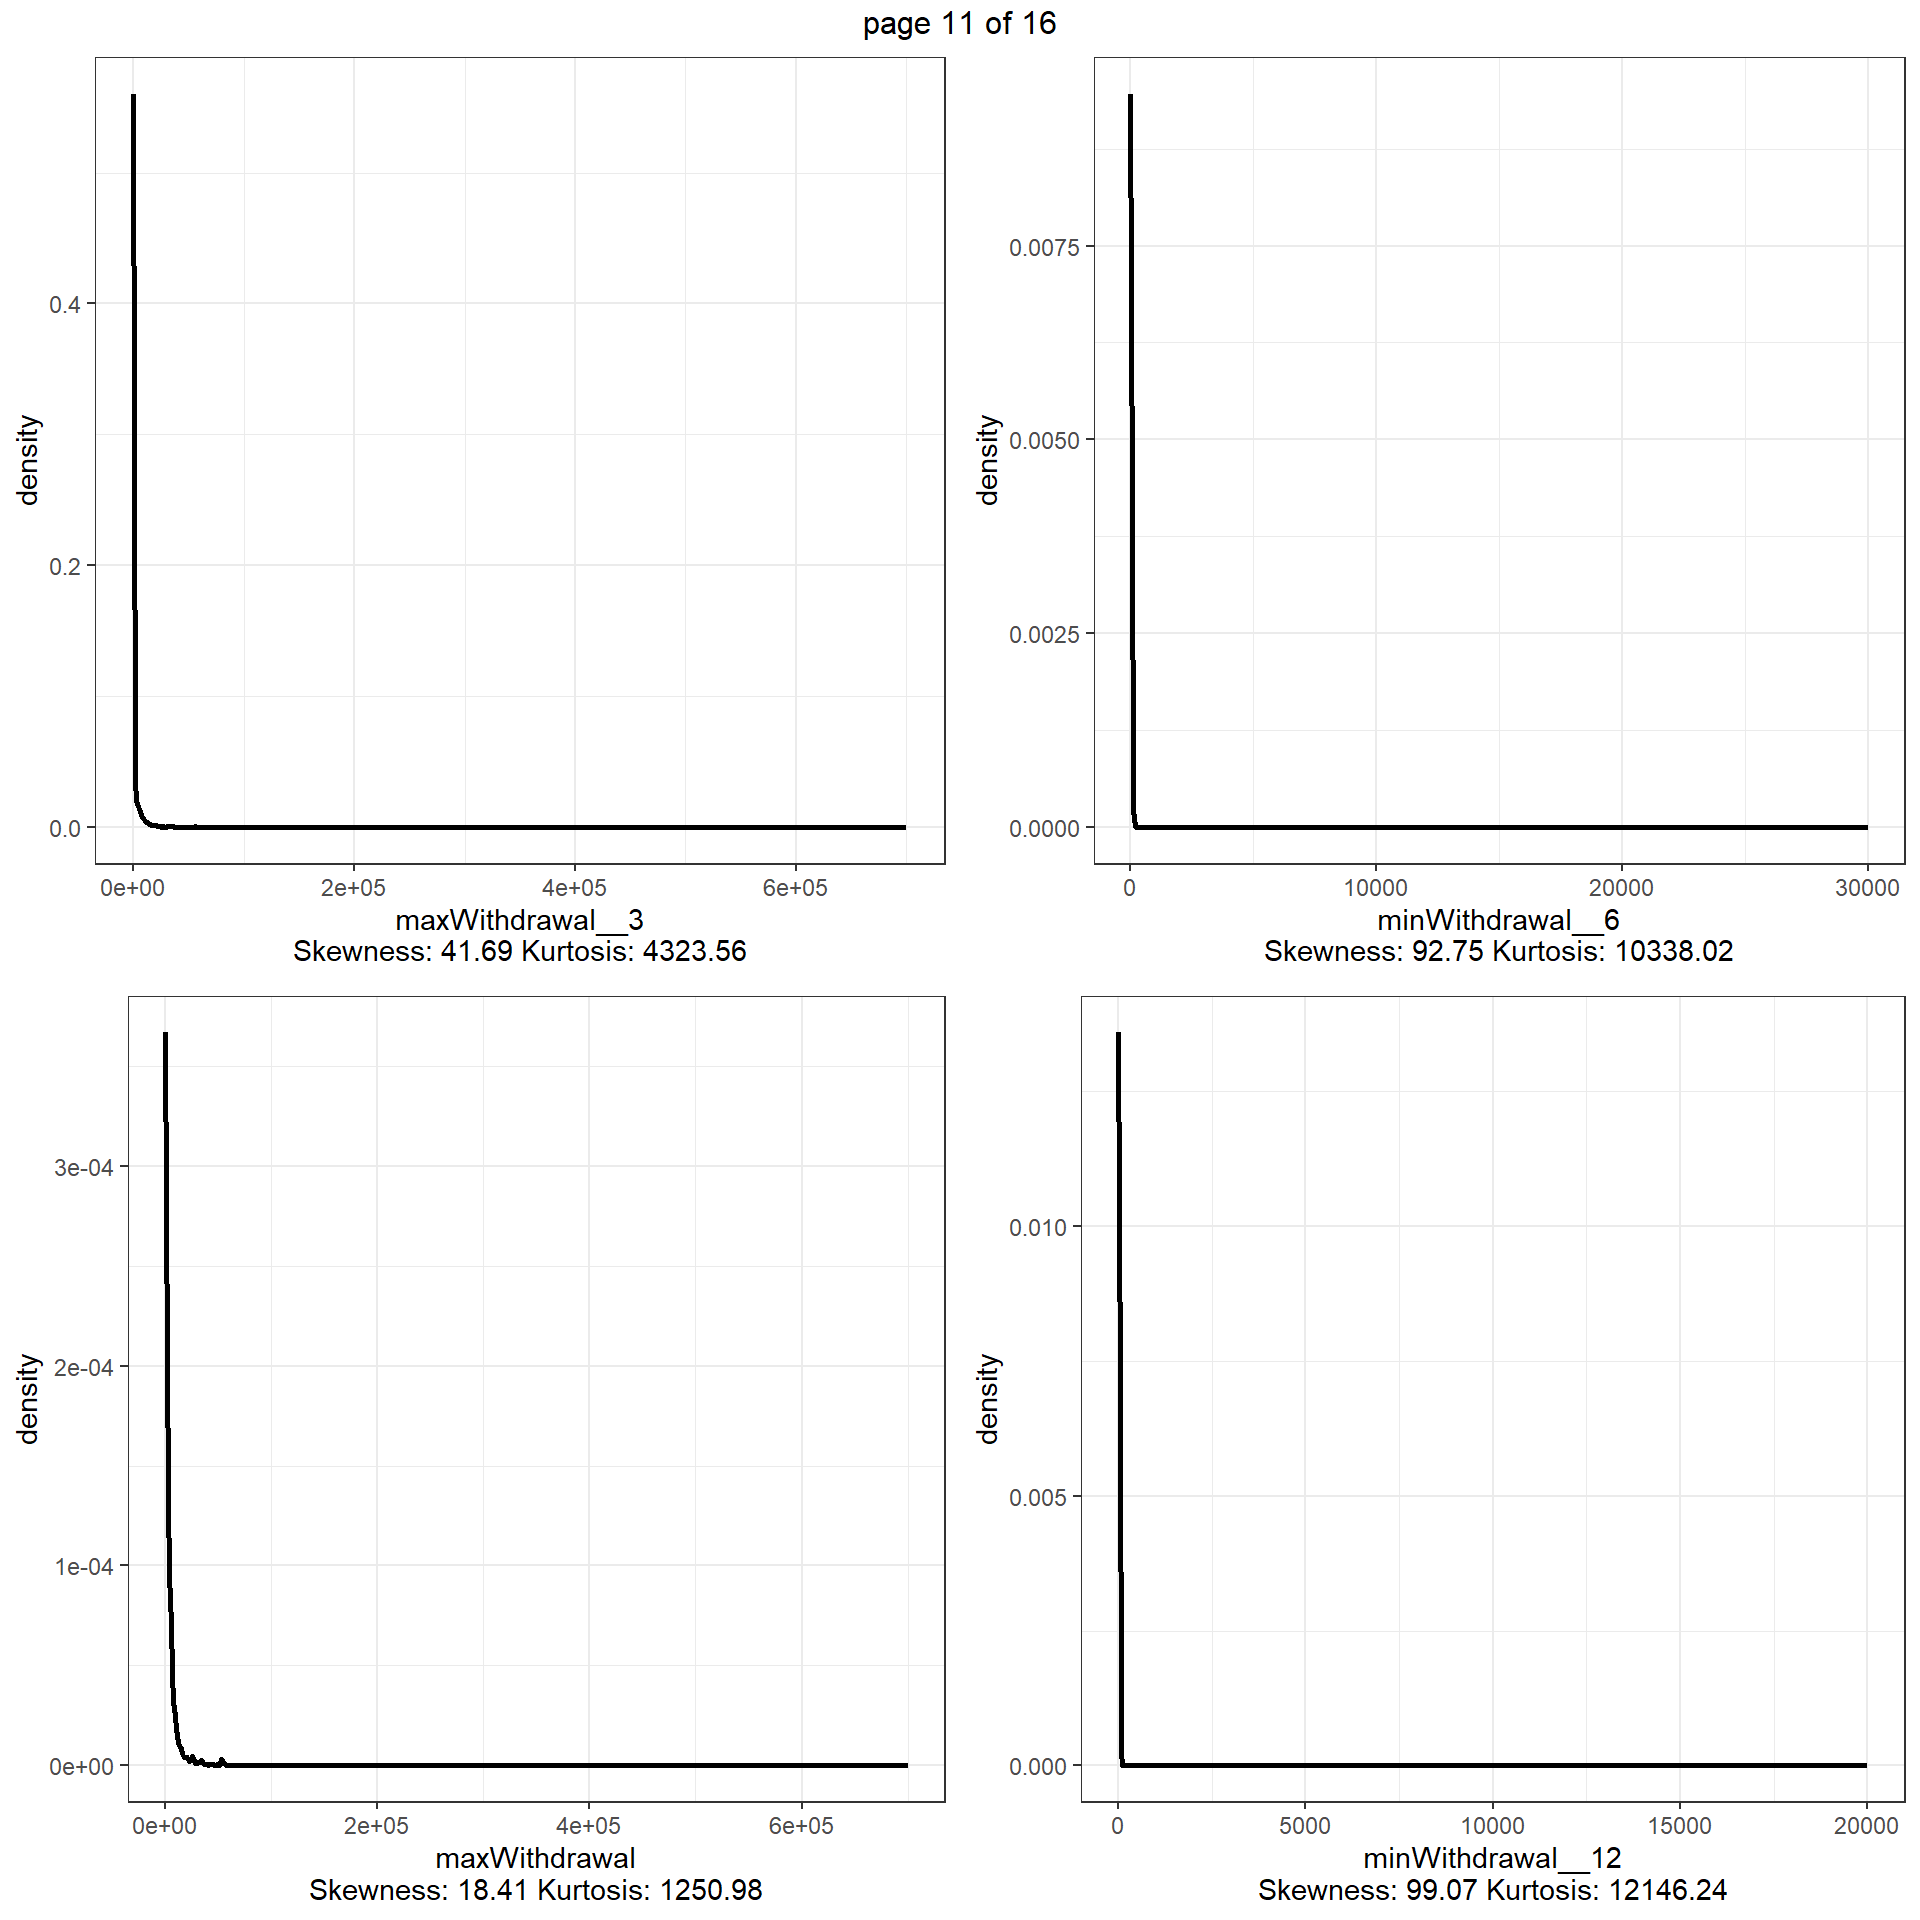 page 11 of 16
density
0.4
0.2
0.0
0e+00 2e+05 4e+05 6e+05
maxWithdrawal__3
Skewness: 41.69 Kurtosis: 4323.56
density
0.0075
0.0050
0.0025
0.0000
0 10000 20000 30000
minWithdrawal__6
Skewness: 92.75 Kurtosis: 10338.02
density
3e-04
2e-04
1e-04
0e+00
0e+00 2e+05 4e+05 6e+05
maxWithdrawal
Skewness: 18.41 Kurtosis: 1250.98
density
0.010
0.005
0.000
0 5000 10000 15000 20000
minWithdrawal__12
Skewness: 99.07 Kurtosis: 12146.24